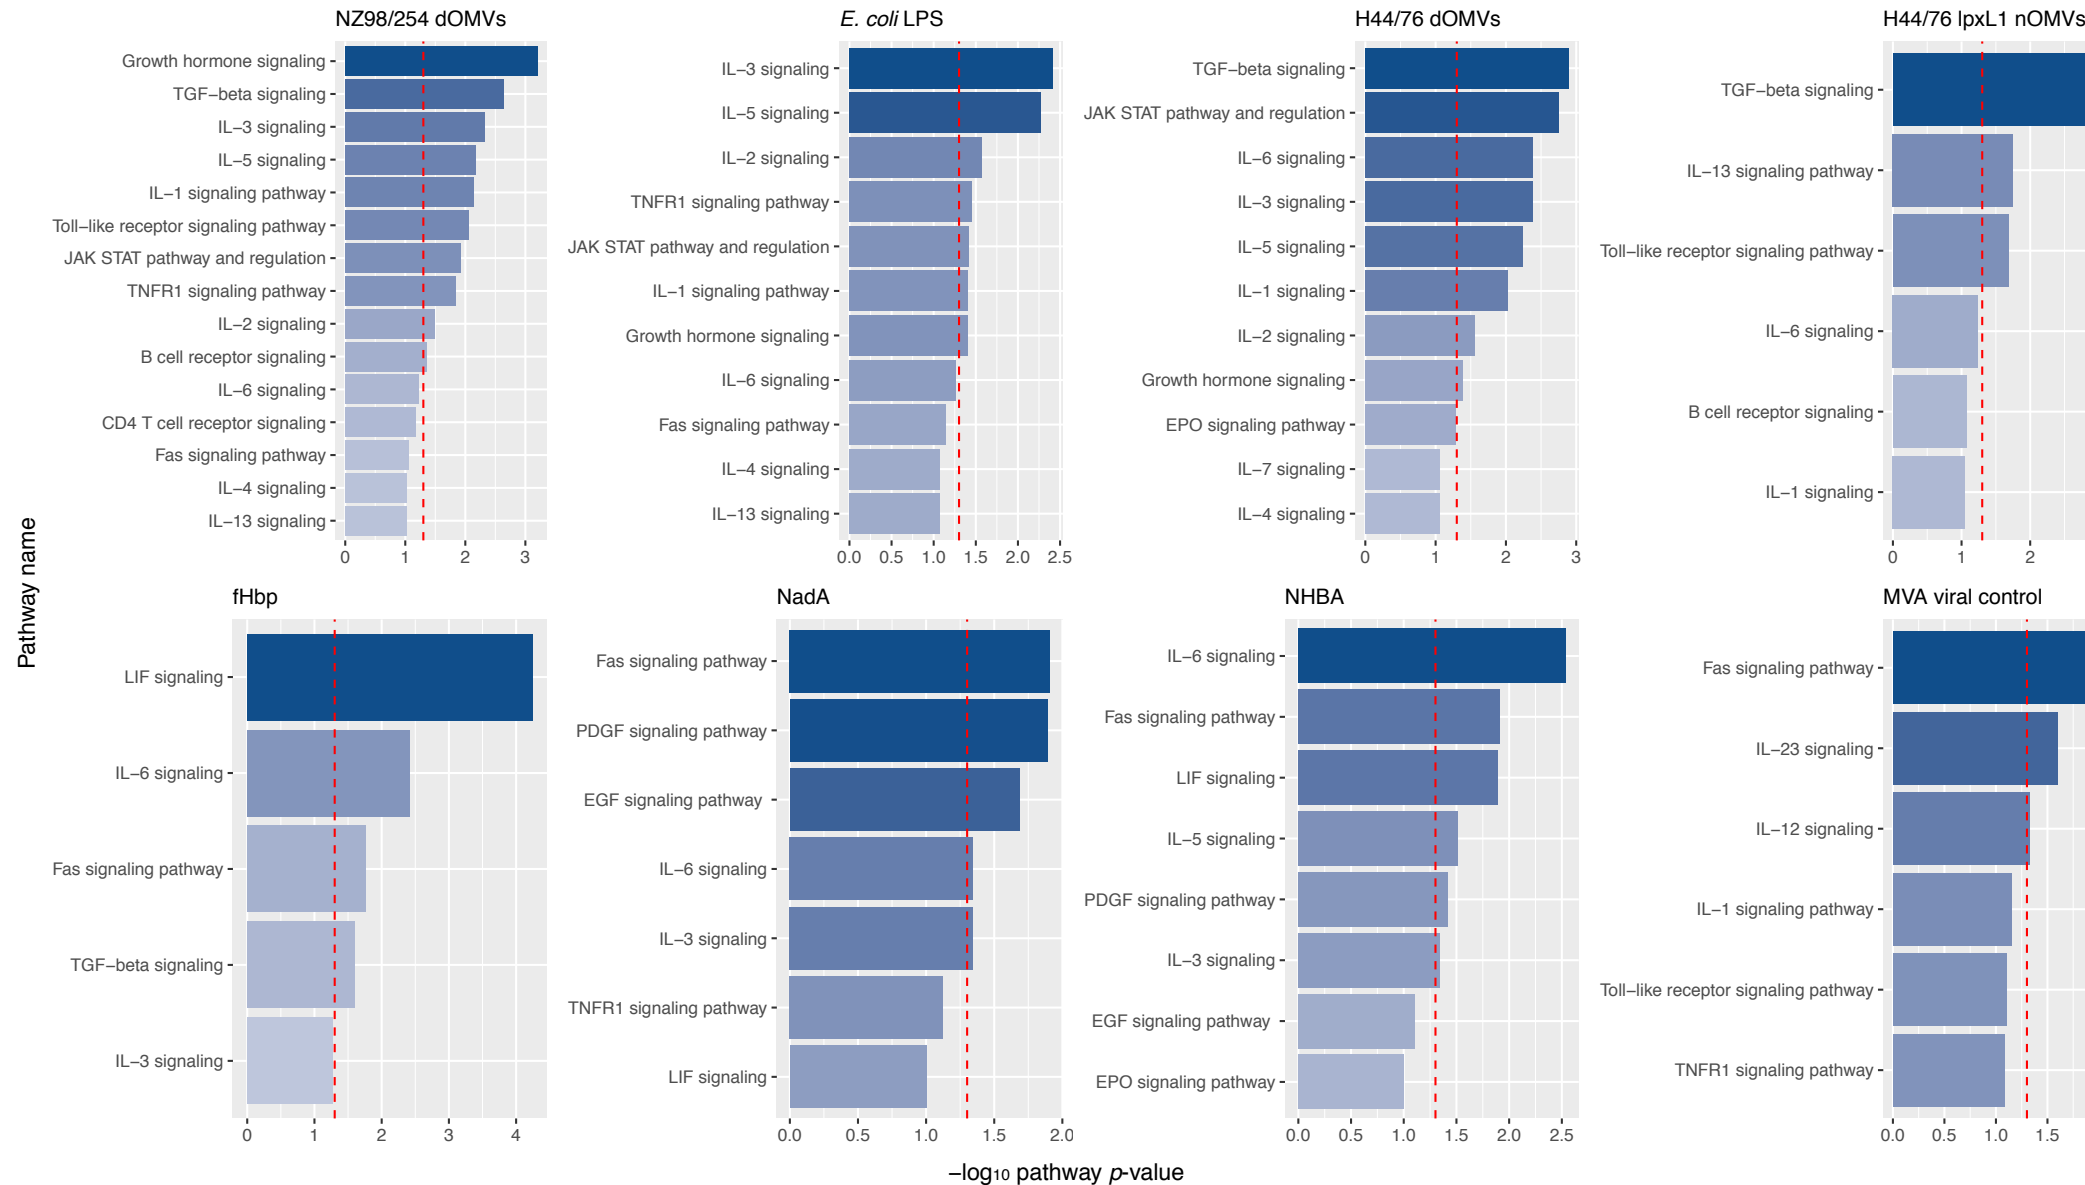 NZ98/254 dOMVs
Growth hormone signaling
TGF−beta signaling
IL−3 signaling
IL−5 signaling
IL−1 signaling pathway
Toll−like receptor signaling pathway
JAK STAT pathway and regulation
TNFR1 signaling pathway
IL−2 signaling
B cell receptor signaling
IL−6 signaling
CD4 T cell receptor signaling
Fas signaling pathway
IL−4 signaling
IL−13 signaling
0 1 2 3
E. coli LPS
IL−3 signaling
IL−5 signaling
IL−2 signaling
TNFR1 signaling pathway
JAK STAT pathway and regulation
IL−1 signaling pathway
Growth hormone signaling
IL−6 signaling
Fas signaling pathway
IL−4 signaling
IL−13 signaling
0.0 0.5 1.0 1.5 2.0 2.5
H44/76 dOMVs
TGF−beta signaling
JAK STAT pathway and regulation
IL−6 signaling
IL−3 signaling
IL−5 signaling
IL−1 signaling
IL−2 signaling
Growth hormone signaling
EPO signaling pathway
IL−7 signaling
IL−4 signaling
0 1 2 3
H44/76 lpxL1 nOMVs
TGF−beta signaling
IL−13 signaling pathway
Toll−like receptor signaling pathway
IL−6 signaling
B cell receptor signaling
IL−1 signaling
0 1 2
Pathway name
fHbp
LIF signaling
IL−6 signaling
Fas signaling pathway
TGF−beta signaling
IL−3 signaling
0 1 2 3 4
NadA
Fas signaling pathway
PDGF signaling pathway
EGF signaling pathway
IL−6 signaling
IL−3 signaling
TNFR1 signaling pathway
LIF signaling
0.0 0.5 1.0 1.5 2.0
NHBA
IL−6 signaling
Fas signaling pathway
LIF signaling
IL−5 signaling
PDGF signaling pathway
IL−3 signaling
EGF signaling pathway
EPO signaling pathway
0.0 0.5 1.0 1.5 2.0 2.5
MVA viral control
Fas signaling pathway
IL−23 signaling
IL−12 signaling
IL−1 signaling pathway
Toll−like receptor signaling pathway
TNFR1 signaling pathway
0.0 0.5 1.0 1.5
−log10 pathway p-value